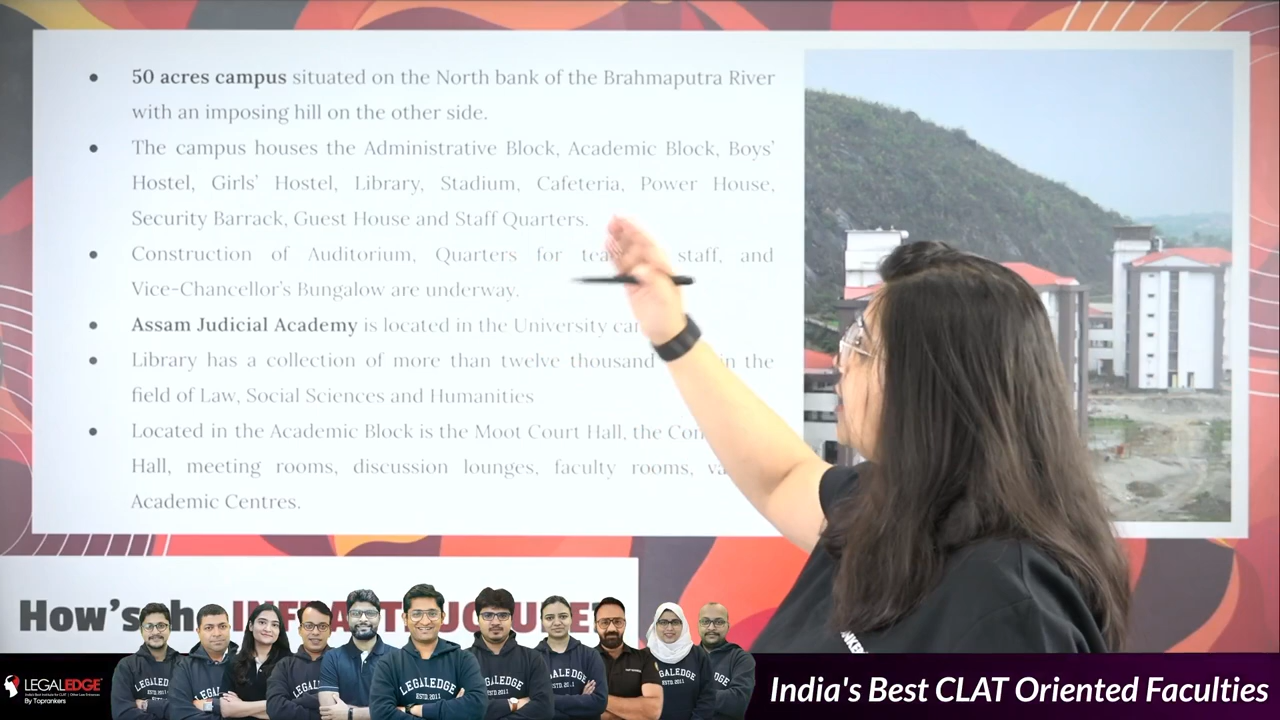 50 acres campus situated on the North bank of the Brahmaputra River
with an imposing hill on the other side.
The campus houses the Administrative Block, Academic Block, Boys'
Hostel, Girls' Hostel, Library, Stadium, Cafeteria, Power House,
Security Barrack, Guest House and Staff Quarters.
Construction of Auditorium, Quarters for staff, and
Vice-Chancellor's Bungalow are underway.
Assam Judicial Academy is located in the University
Library has a collection of more than twelve thousand in the
field of Law, Social Sciences and Humanities
Located in the Academic Block is the Moot Court Hall, the
Hall, meeting rooms, discussion lounges, faculty rooms,
Academic Centres.
How's
LEGALEDGE
By Toprankers
LEGALEDGE
ESTD. 2011
India's Best CLAT Oriented Faculties